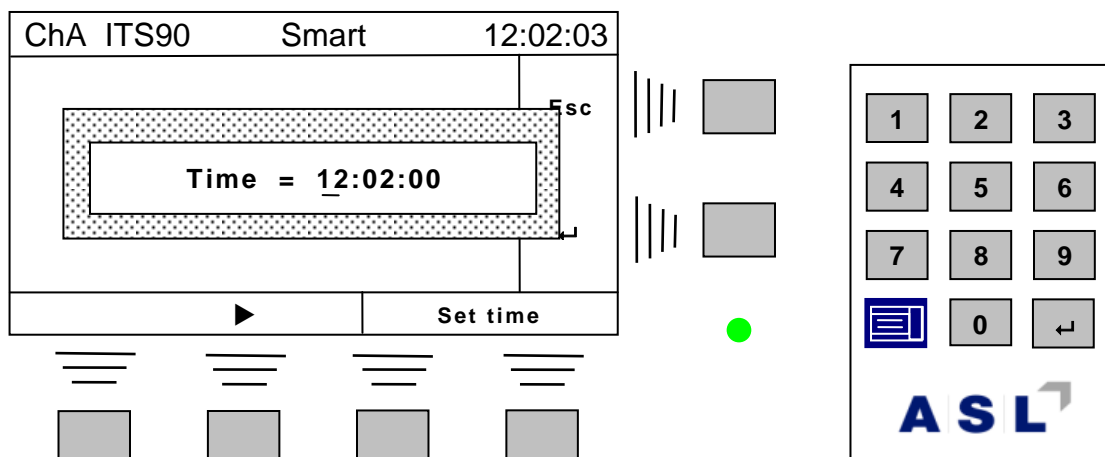 ChA ITS90 Smart 12:02:03
Esc
Time = 12:02:00
↵
▶ Set time
1 2 3
4 5 6
7 8 9
0 ↵
ASL